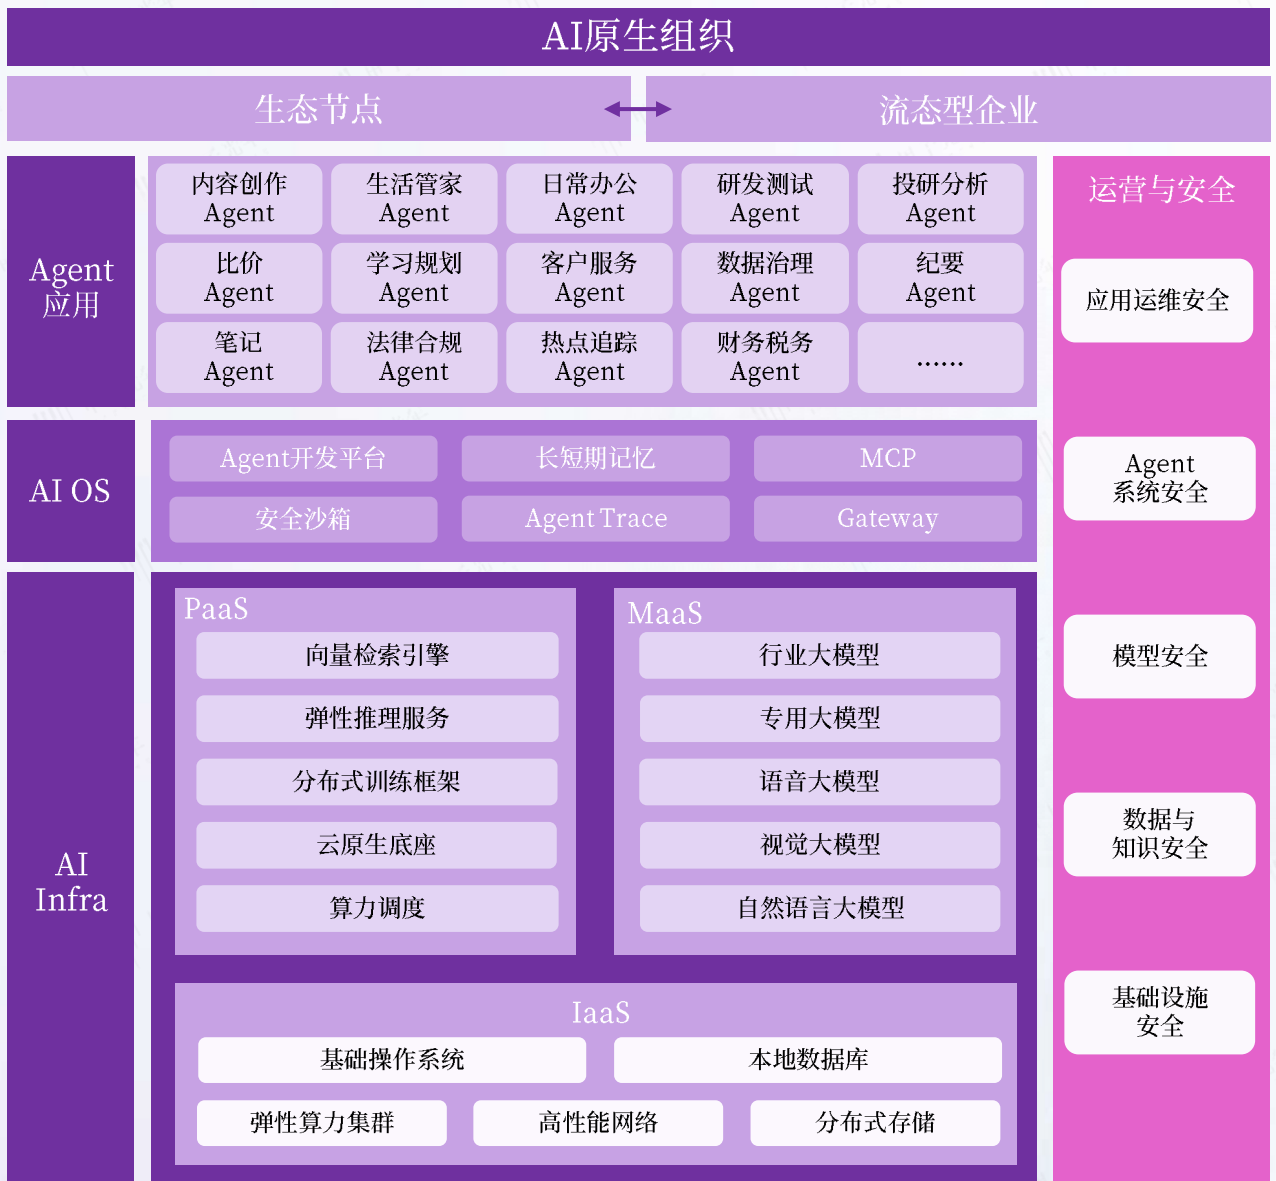 AI原生组织
生态节点
流态型企业
Agent
应用
内容创作
Agent
生活管家
Agent
日常办公
Agent
研发测试
Agent
投研分析
Agent
比价
Agent
学习规划
Agent
客户服务
Agent
数据治理
Agent
纪要
Agent
笔记
Agent
法律合规
Agent
热点追踪
Agent
财务税务
Agent
……
AI OS
Agent开发平台
长短期记忆
MCP
安全沙箱
Agent Trace
Gateway
AI
Infra
PaaS
向量检索引擎
弹性推理服务
分布式训练框架
云原生底座
算力调度
MaaS
行业大模型
专用大模型
语音大模型
视觉大模型
自然语言大模型
IaaS
基础操作系统
本地数据库
弹性算力集群
高性能网络
分布式存储
运营与安全
应用运维安全
Agent
系统安全
模型安全
数据与
知识安全
基础设施
安全